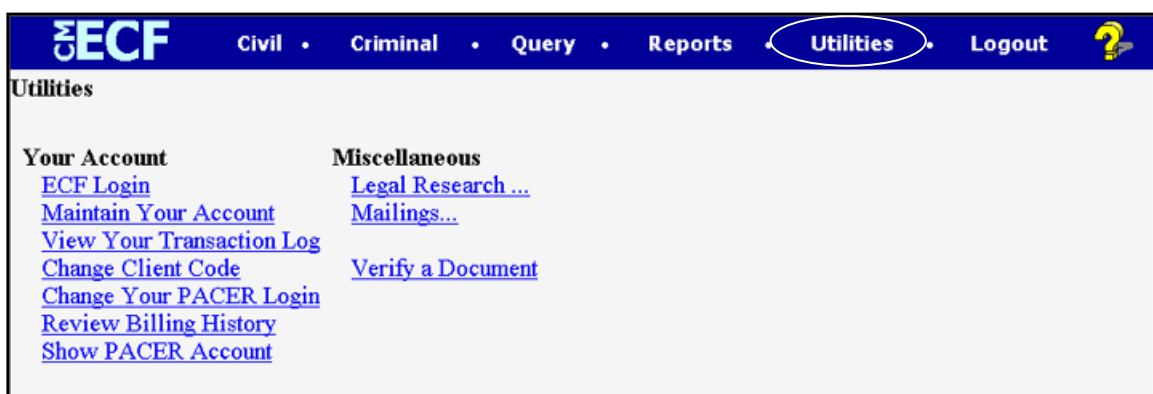 CM ECF Civil • Criminal • Query • Reports • Utilities • Logout ?
Utilities
Your Account
ECF Login
Maintain Your Account
View Your Transaction Log
Change Client Code
Change Your PACER Login
Review Billing History
Show PACER Account
Miscellaneous
Legal Research ...
Mailings...
Verify a Document